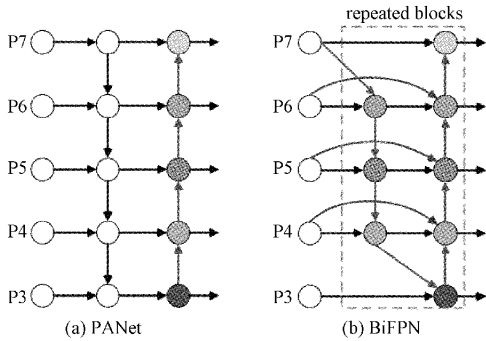 repeated blocks
P7
P7
P6
P6
P5
P5
P4
P4
P3
P3
(a) PANet
(b) BiFPN